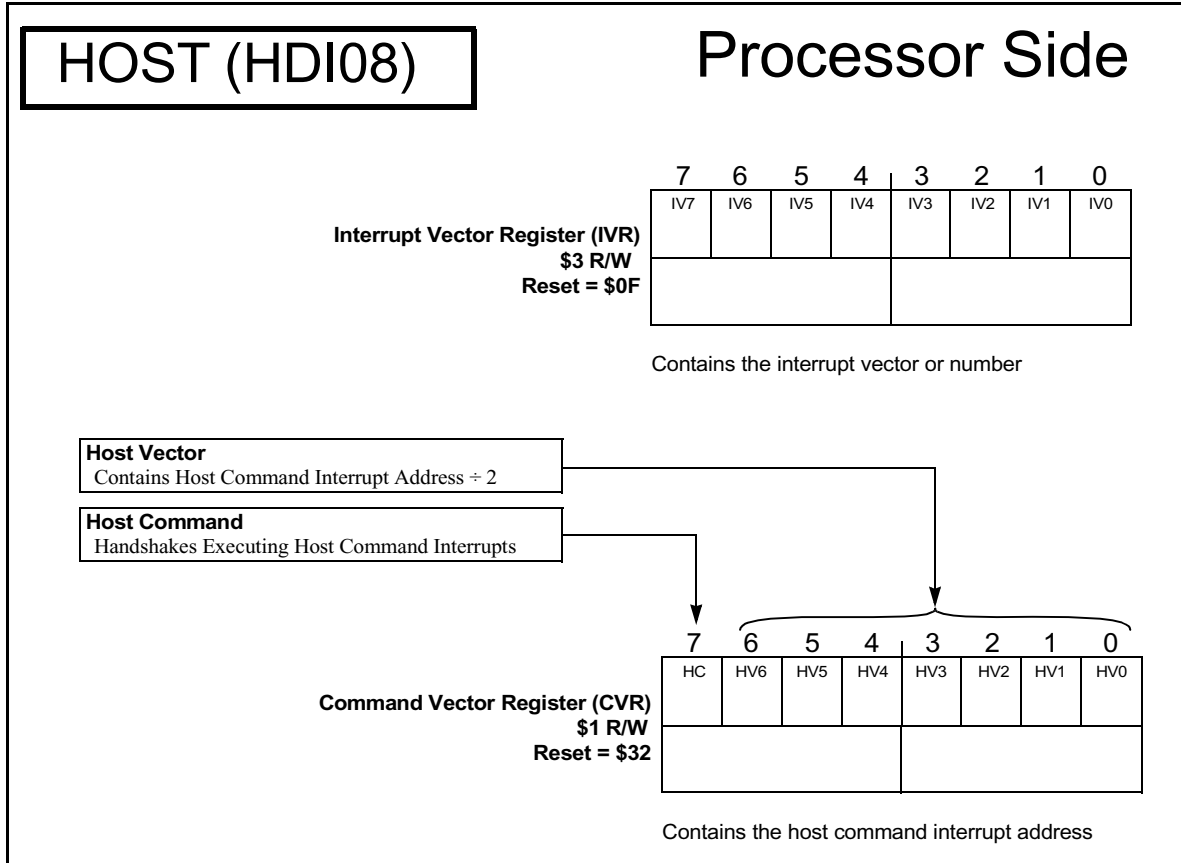 HOST (HDI08)
Processor Side
7 6 5 4 3 2 1 0
IV7 IV6 IV5 IV4 IV3 IV2 IV1 IV0
Interrupt Vector Register (IVR)
$3 R/W
Reset = $0F
Contains the interrupt vector or number
Host Vector
Contains Host Command Interrupt Address ÷ 2
Host Command
Handshakes Executing Host Command Interrupts
7 6 5 4 3 2 1 0
HC HV6 HV5 HV4 HV3 HV2 HV1 HV0
Command Vector Register (CVR)
$1 R/W
Reset = $32
Contains the host command interrupt address